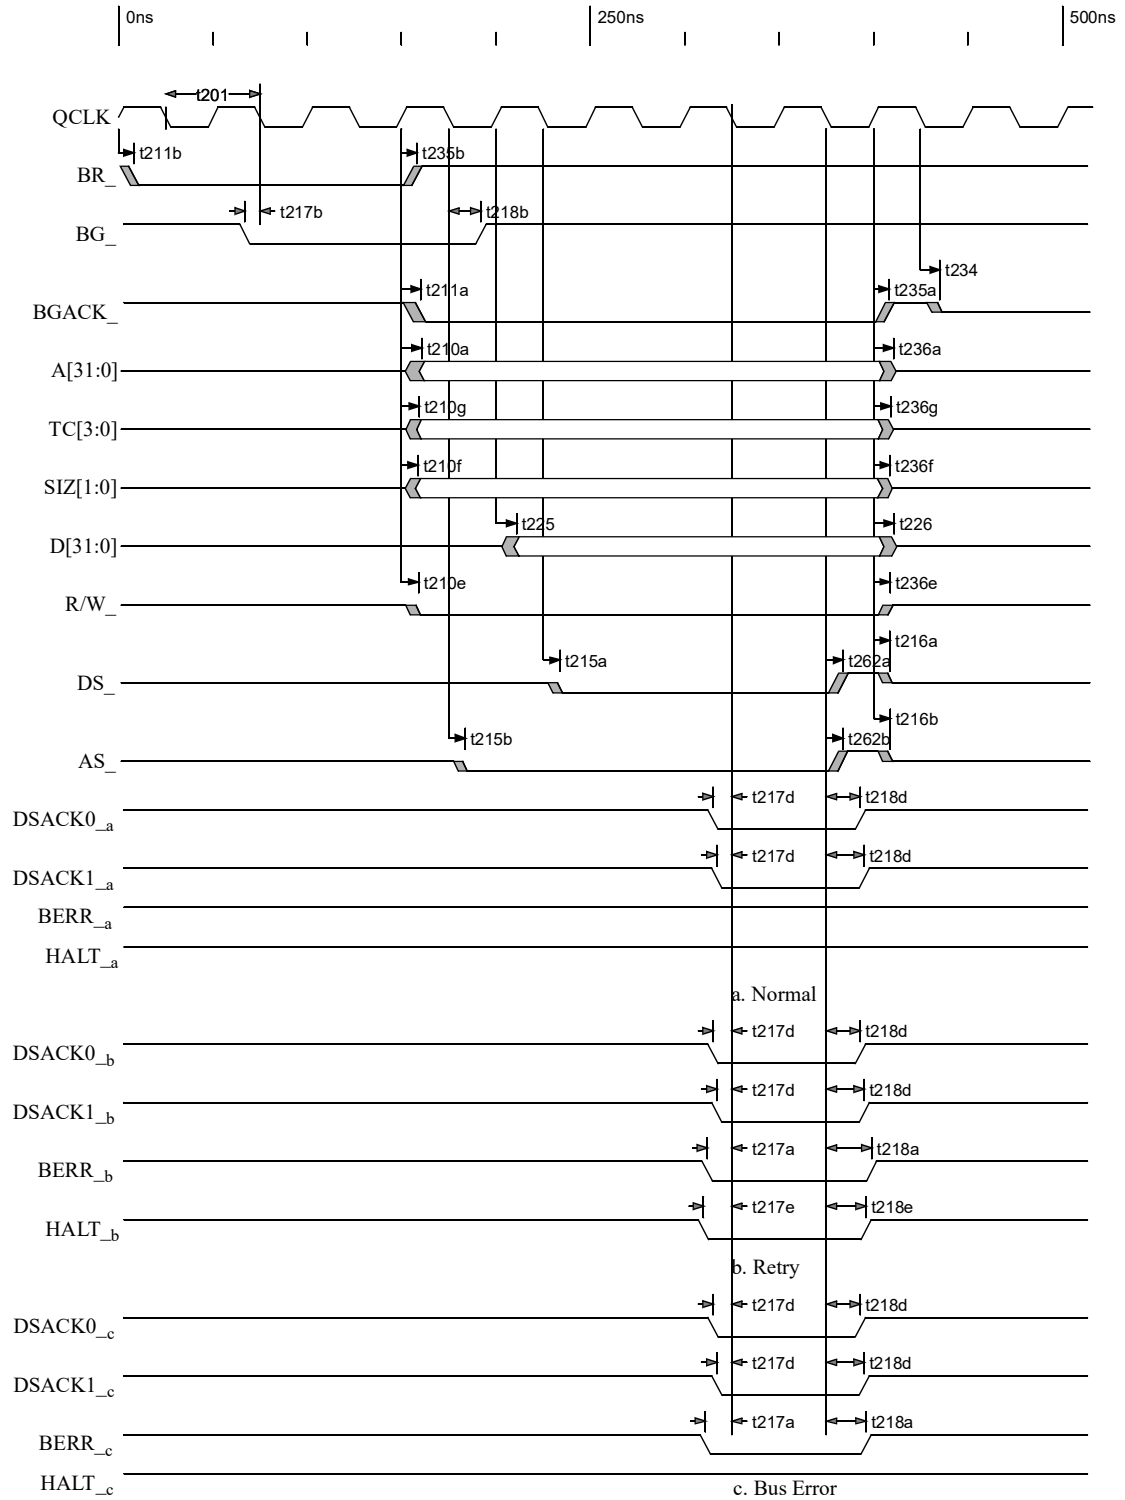 0ns 250ns 500ns
t201
QCLK
t211b t235b
BR_
t217b t218b
BG_
t234
t211a t235a
BGACK_
t210a t236a
A[31:0]
t210g t236g
TC[3:0]
t210f t236f
SIZ[1:0]
t225 t226
D[31:0]
t210e t236e
R/W_
t216a
t215a t262a
DS_
t216b
t215b t262b
AS_
t217d t218d
DSACK0_a
t217d t218d
DSACK1_a
BERR_a
HALT_a
a. Normal
t217d t218d
DSACK0_b
t217d t218d
DSACK1_b
t217a t218a
BERR_b
t217e t218e
HALT_b
b. Retry
t217d t218d
DSACK0_c
t217d t218d
DSACK1_c
t217a t218a
BERR_c
HALT_c
c. Bus Error